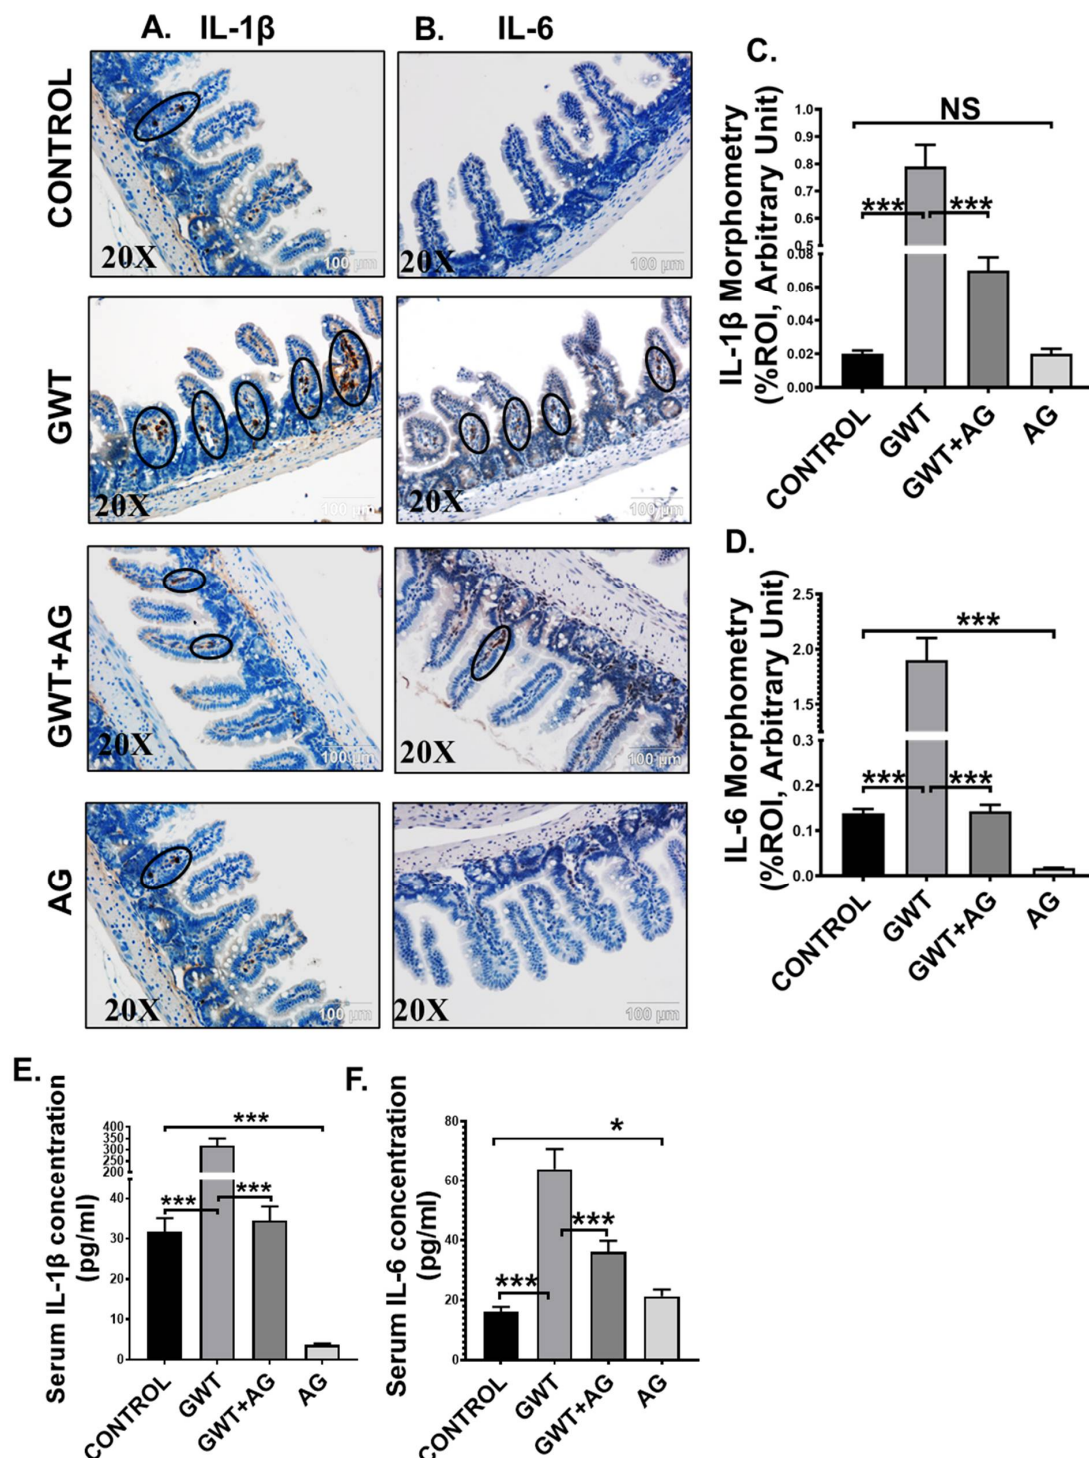 A. IL-1β
B. IL-6
CONTROL
20X
100 µm
20X
100 µm
GWT
20X
100 µm
20X
100 µm
GWT+AG
20X
100 µm
20X
100 µm
AG
20X
100 µm
20X
100 µm
C.
IL-1β Morphometry
(%ROI, Arbitrary Unit)
1.0
0.9
0.8
0.7
0.6
0.5
0.08
0.06
0.04
0.02
0.00
NS
***
***
CONTROL
GWT
GWT+AG
AG
D.
IL-6 Morphometry
(%ROI, Arbitrary Unit)
2.5
2.0
1.5
0.3
0.2
0.1
0.0
***
***
***
CONTROL
GWT
GWT+AG
AG
E.
Serum IL-1β concentration
(pg/ml)
400
350
300
250
200
40
30
20
10
0
***
***
***
CONTROL
GWT
GWT+AG
AG
F.
Serum IL-6 concentration
(pg/ml)
80
60
40
20
0
*
***
***
CONTROL
GWT
GWT+AG
AG